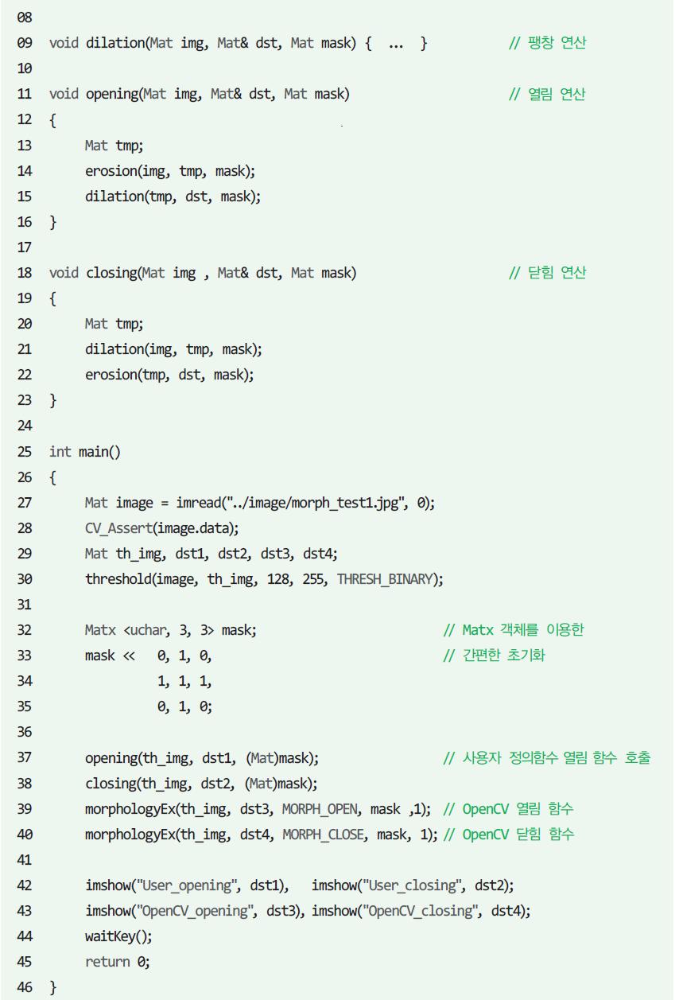 08
09 void dilation(Mat img, Mat& dst, Mat mask) { ... } // 팽창 연산
10
11 void opening(Mat img, Mat& dst, Mat mask) // 열림 연산
12 {
13 Mat tmp;
14 erosion(img, tmp, mask);
15 dilation(tmp, dst, mask);
16 }
17
18 void closing(Mat img , Mat& dst, Mat mask) // 닫힘 연산
19 {
20 Mat tmp;
21 dilation(img, tmp, mask);
22 erosion(tmp, dst, mask);
23 }
24
25 int main()
26 {
27 Mat image = imread("../image/morph_test1.jpg", 0);
28 CV_Assert(image.data);
29 Mat th_img, dst1, dst2, dst3, dst4;
30 threshold(image, th_img, 128, 255, THRESH_BINARY);
31
32 Matx <uchar, 3, 3> mask; // Matx 객체를 이용한
33 mask << 0, 1, 0, // 간편한 초기화
34 1, 1, 1,
35 0, 1, 0;
36
37 opening(th_img, dst1, (Mat)mask); // 사용자 정의함수 열림 함수 호출
38 closing(th_img, dst2, (Mat)mask);
39 morphologyEx(th_img, dst3, MORPH_OPEN, mask ,1); // OpenCV 열림 함수
40 morphologyEx(th_img, dst4, MORPH_CLOSE, mask, 1); // OpenCV 닫힘 함수
41
42 imshow("User_opening", dst1), imshow("User_closing", dst2);
43 imshow("OpenCV_opening", dst3), imshow("OpenCV_closing", dst4);
44 waitKey();
45 return 0;
46 }